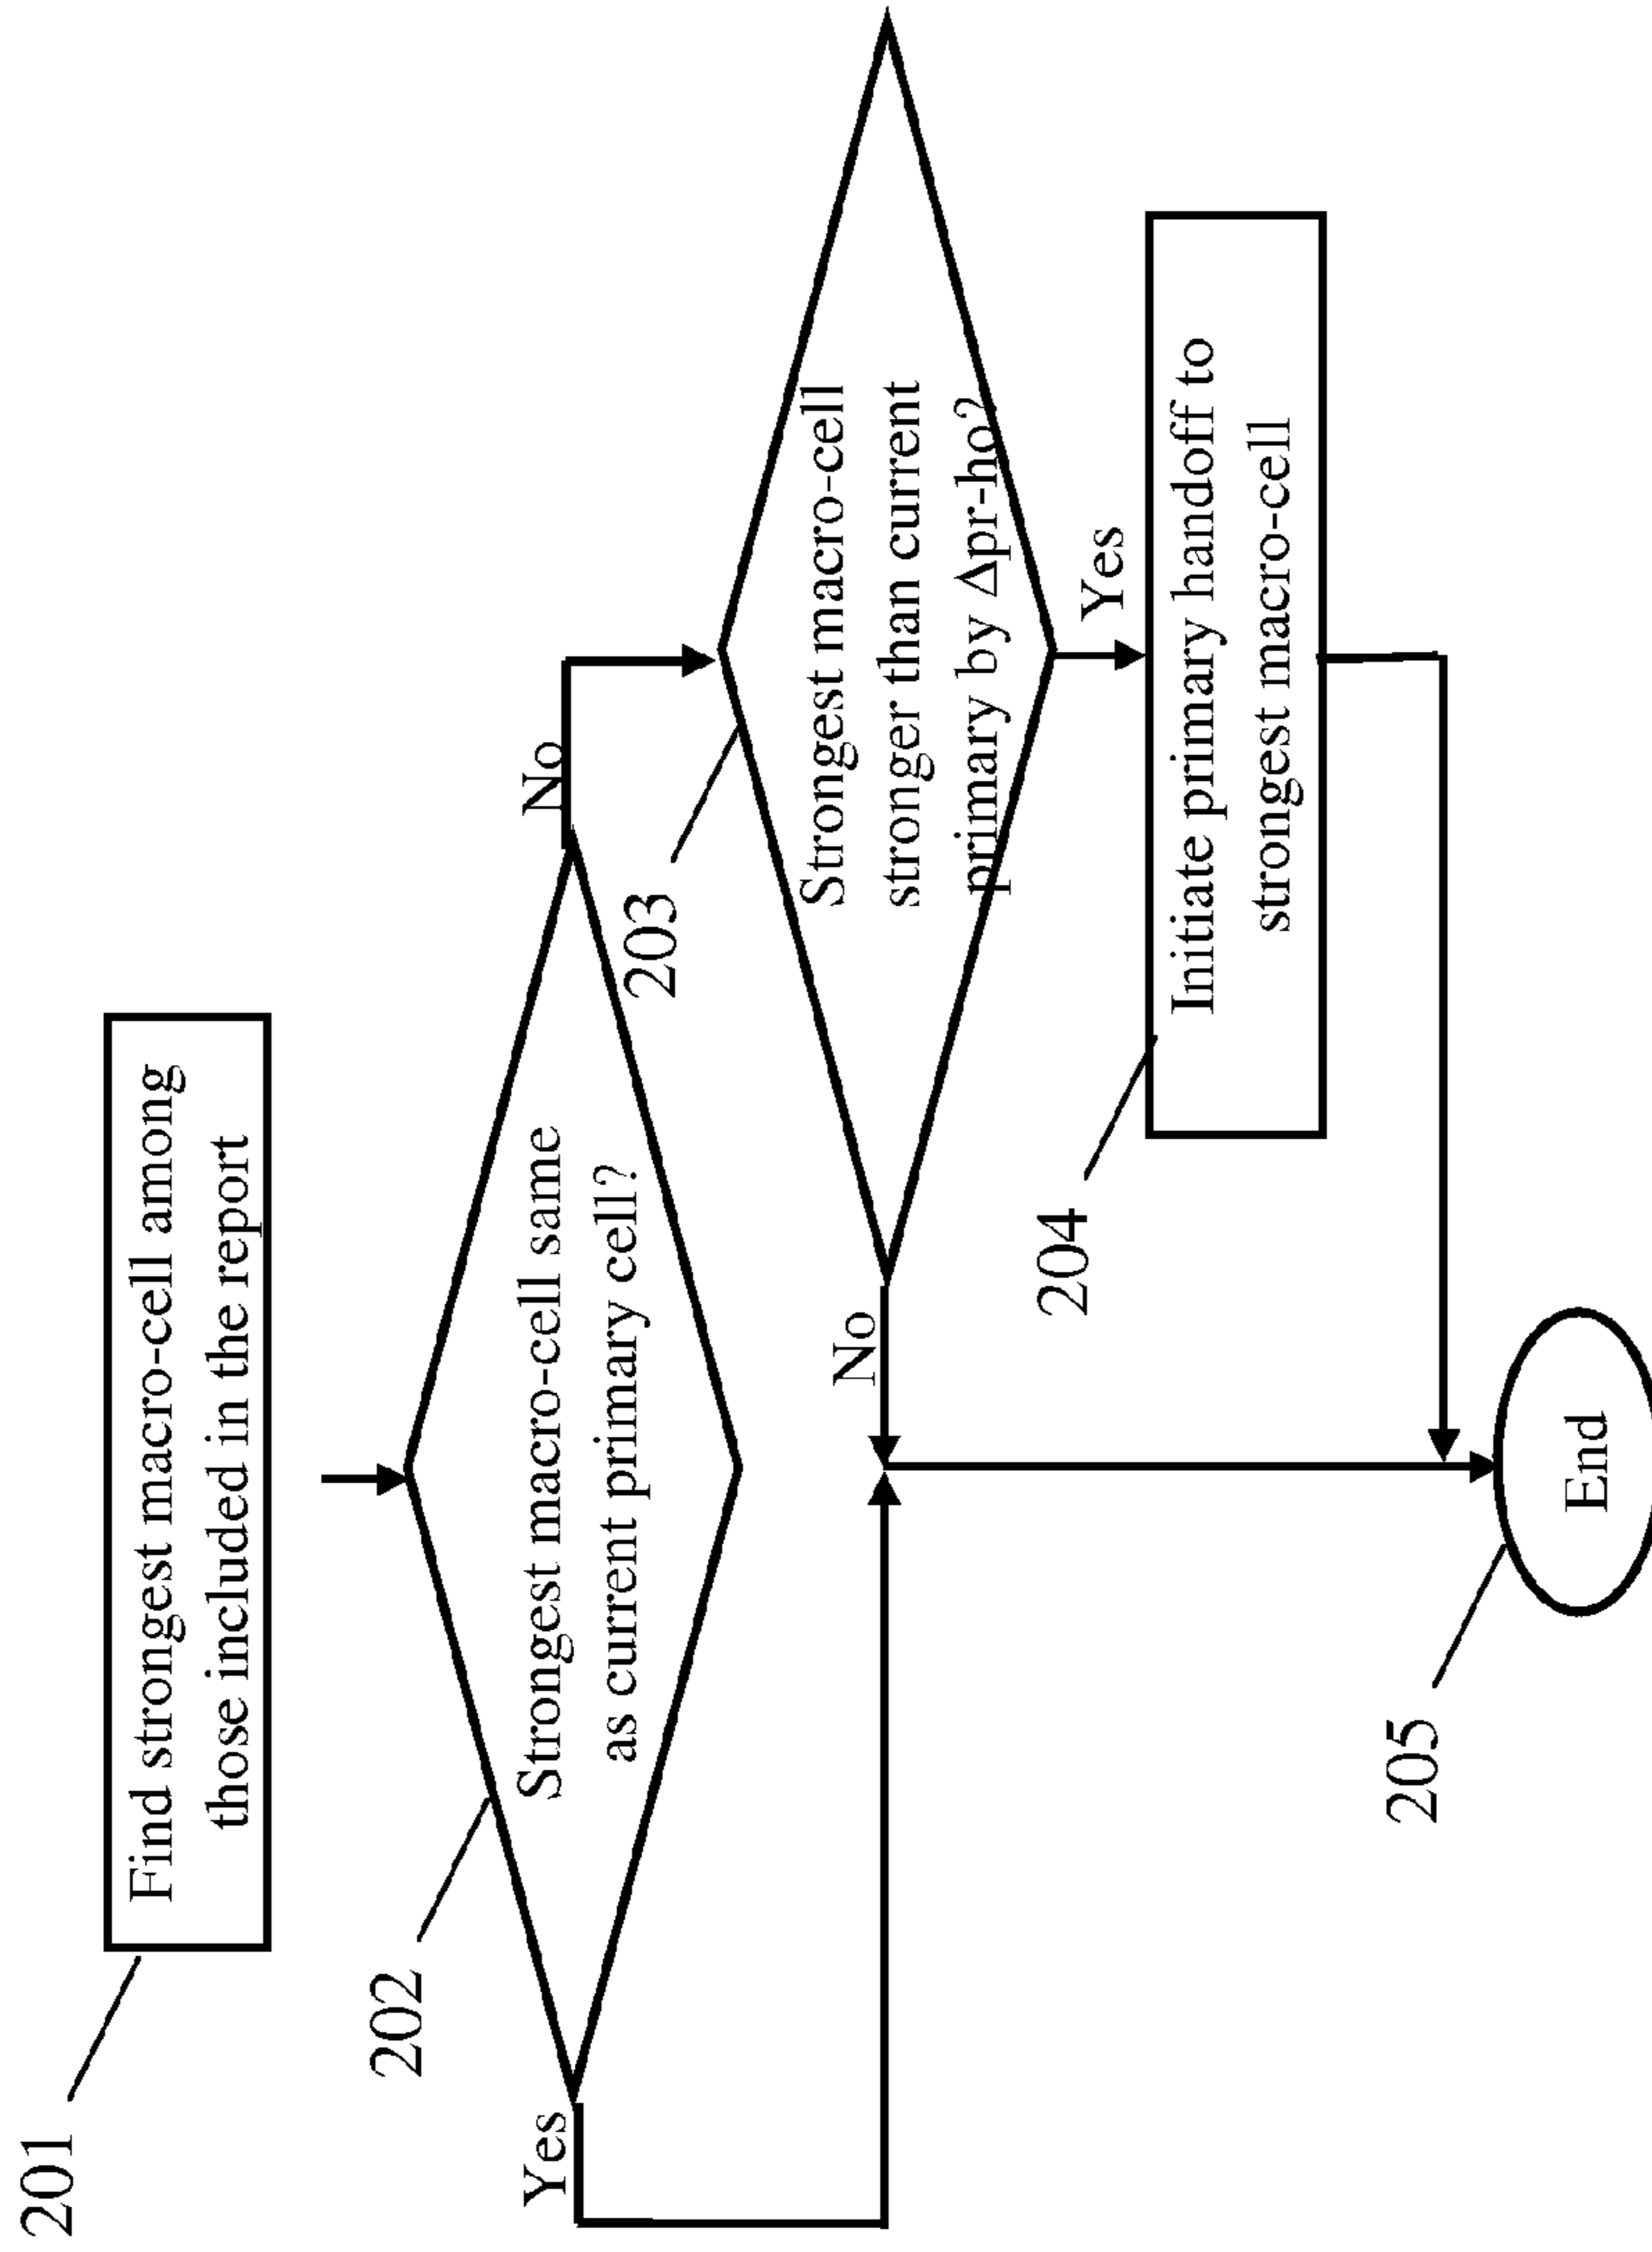 201
Find strongest macro-cell among
those included in the report
202
Strongest macro-cell same
as current primary cell?
Yes
No
203
Strongest macro-cell
stronger than current
primary by Δpr-ho?
No
Yes
204
Initiate primary handoff to
strongest macro-cell
205
End